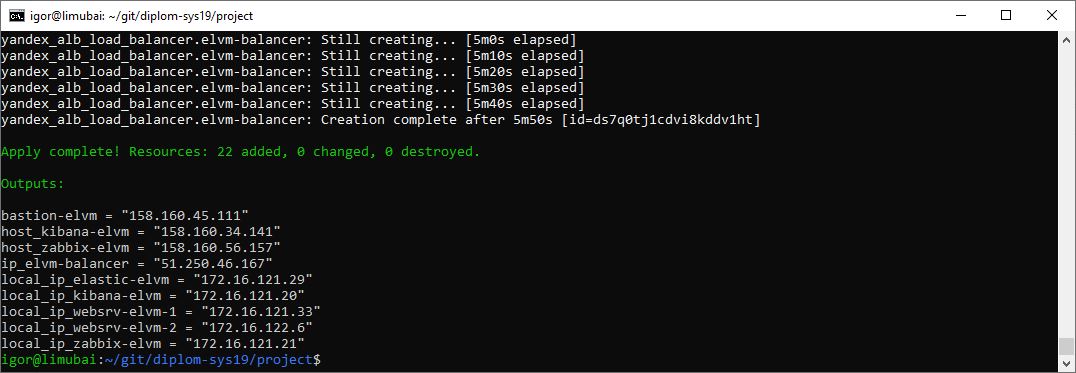 igor@limubai: ~/git/diplom-sys19/project
yandex_alb_load_balancer.elvm-balancer: Still creating... [5m0s elapsed]
yandex_alb_load_balancer.elvm-balancer: Still creating... [5m10s elapsed]
yandex_alb_load_balancer.elvm-balancer: Still creating... [5m20s elapsed]
yandex_alb_load_balancer.elvm-balancer: Still creating... [5m30s elapsed]
yandex_alb_load_balancer.elvm-balancer: Still creating... [5m40s elapsed]
yandex_alb_load_balancer.elvm-balancer: Creation complete after 5m50s [id=ds7q0tj1cdvi8kddv1ht]
Apply complete! Resources: 22 added, 0 changed, 0 destroyed.
Outputs:
bastion-elvm = "158.160.45.111"
host_kibana-elvm = "158.160.34.141"
host_zabbix-elvm = "158.160.56.157"
ip_elvm-balancer = "51.250.46.167"
local_ip_elastic-elvm = "172.16.121.29"
local_ip_kibana-elvm = "172.16.121.20"
local_ip_websrv-elvm-1 = "172.16.121.33"
local_ip_websrv-elvm-2 = "172.16.122.6"
local_ip_zabbix-elvm = "172.16.121.21"
igor@limubai:~/git/diplom-sys19/project$